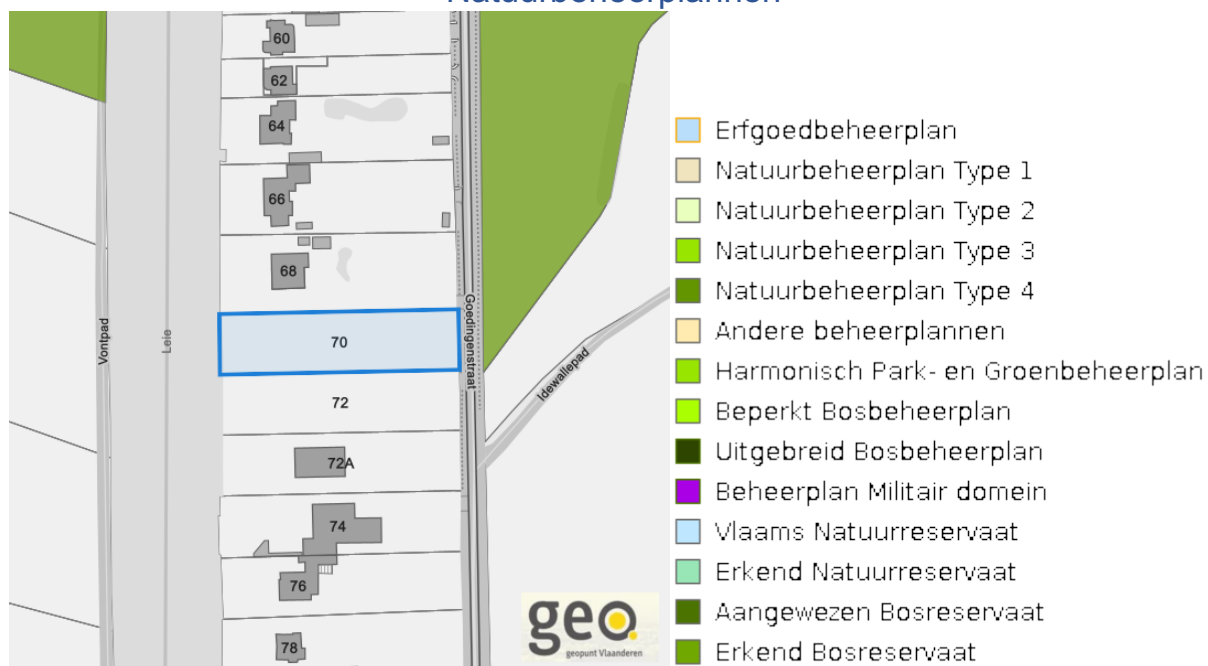 Natuurbeheerplannen
60
62
64
66
68
70
72
72A
74
76
78
Vontpad
Leie
Goedingenstraat
Idewallepad
geo.
geopunt Vlaanderen
Erfgoedbeheerplan
Natuurbeheerplan Type 1
Natuurbeheerplan Type 2
Natuurbeheerplan Type 3
Natuurbeheerplan Type 4
Andere beheerplannen
Harmonisch Park- en Groenbeheerplan
Beperkt Bosbeheerplan
Uitgebreid Bosbeheerplan
Beheerplan Militair domein
Vlaams Natuurreservaat
Erkend Natuurreservaat
Aangewezen Bosreservaat
Erkend Bosreservaat